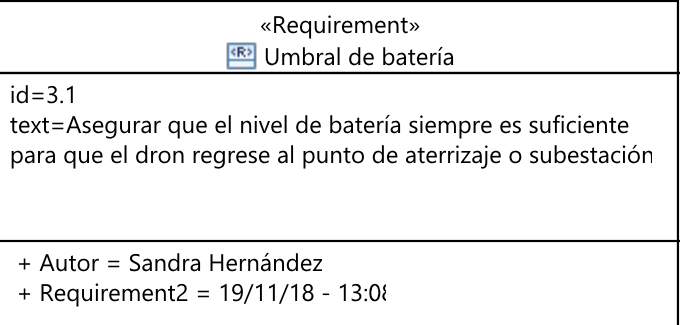 «Requirement»
<R> Umbral de batería
id=3.1
text=Asegurar que el nivel de batería siempre es suficiente
para que el dron regrese al punto de aterrizaje o subestación
+ Autor = Sandra Hernández
+ Requirement2 = 19/11/18 - 13:08